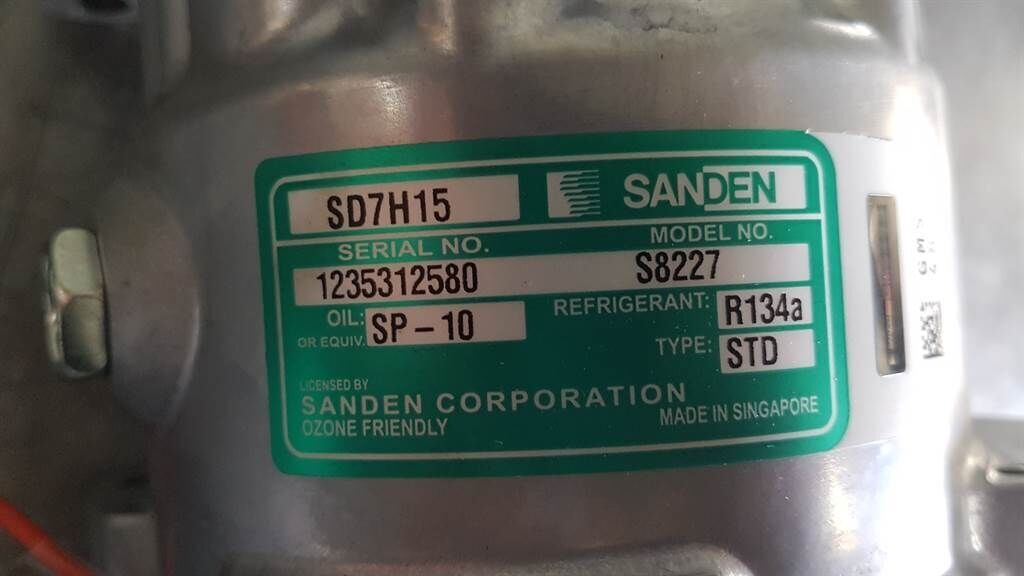 SD7H15
SANDEN
SERIAL NO.
MODEL NO.
1235312580
S8227
OIL:
OR EQUIV.
SP-10
REFRIGERANT:
R134a
TYPE:
STD
LICENSED BY
SANDEN CORPORATION
OZONE FRIENDLY
MADE IN SINGAPORE